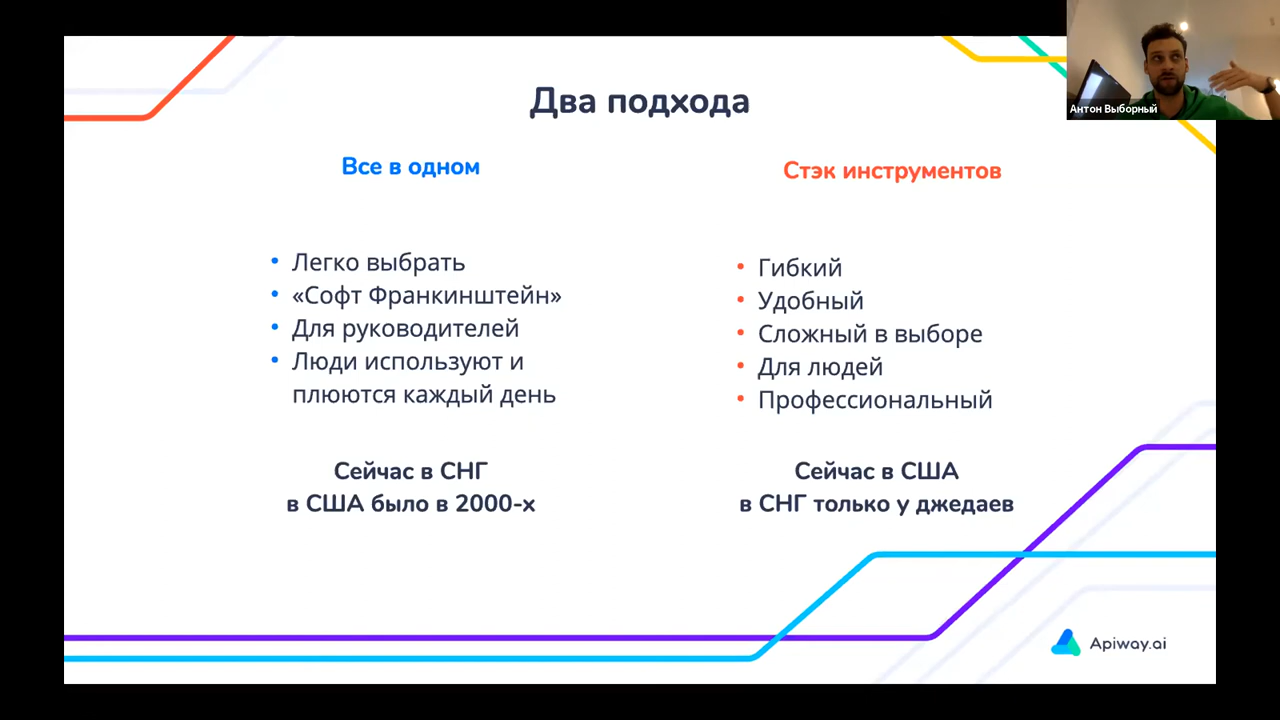 Антон Выборный
Два подхода
Все в одном
Легко выбрать
«Софт Франкинштейн»
Для руководителей
Люди используют и
плюются каждый день
Сейчас в СНГ
в США было в 2000-х
Стэк инструментов
Гибкий
Удобный
Сложный в выборе
Для людей
Профессиональный
Сейчас в США
в СНГ только у джедаев
Apiway.ai